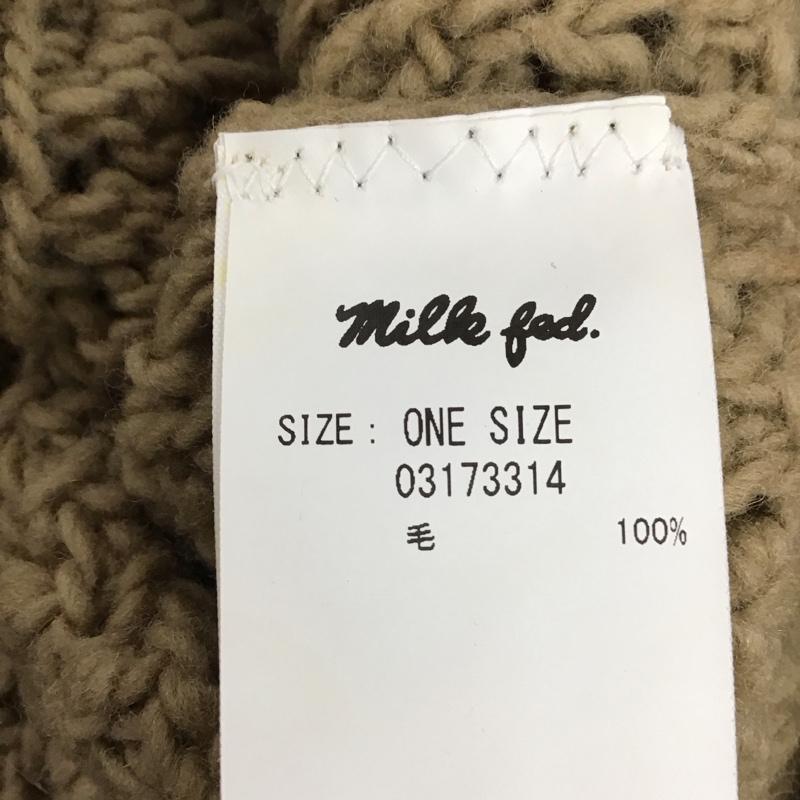 Milk fed.
SIZE : ONE SIZE
03173314
毛 100%